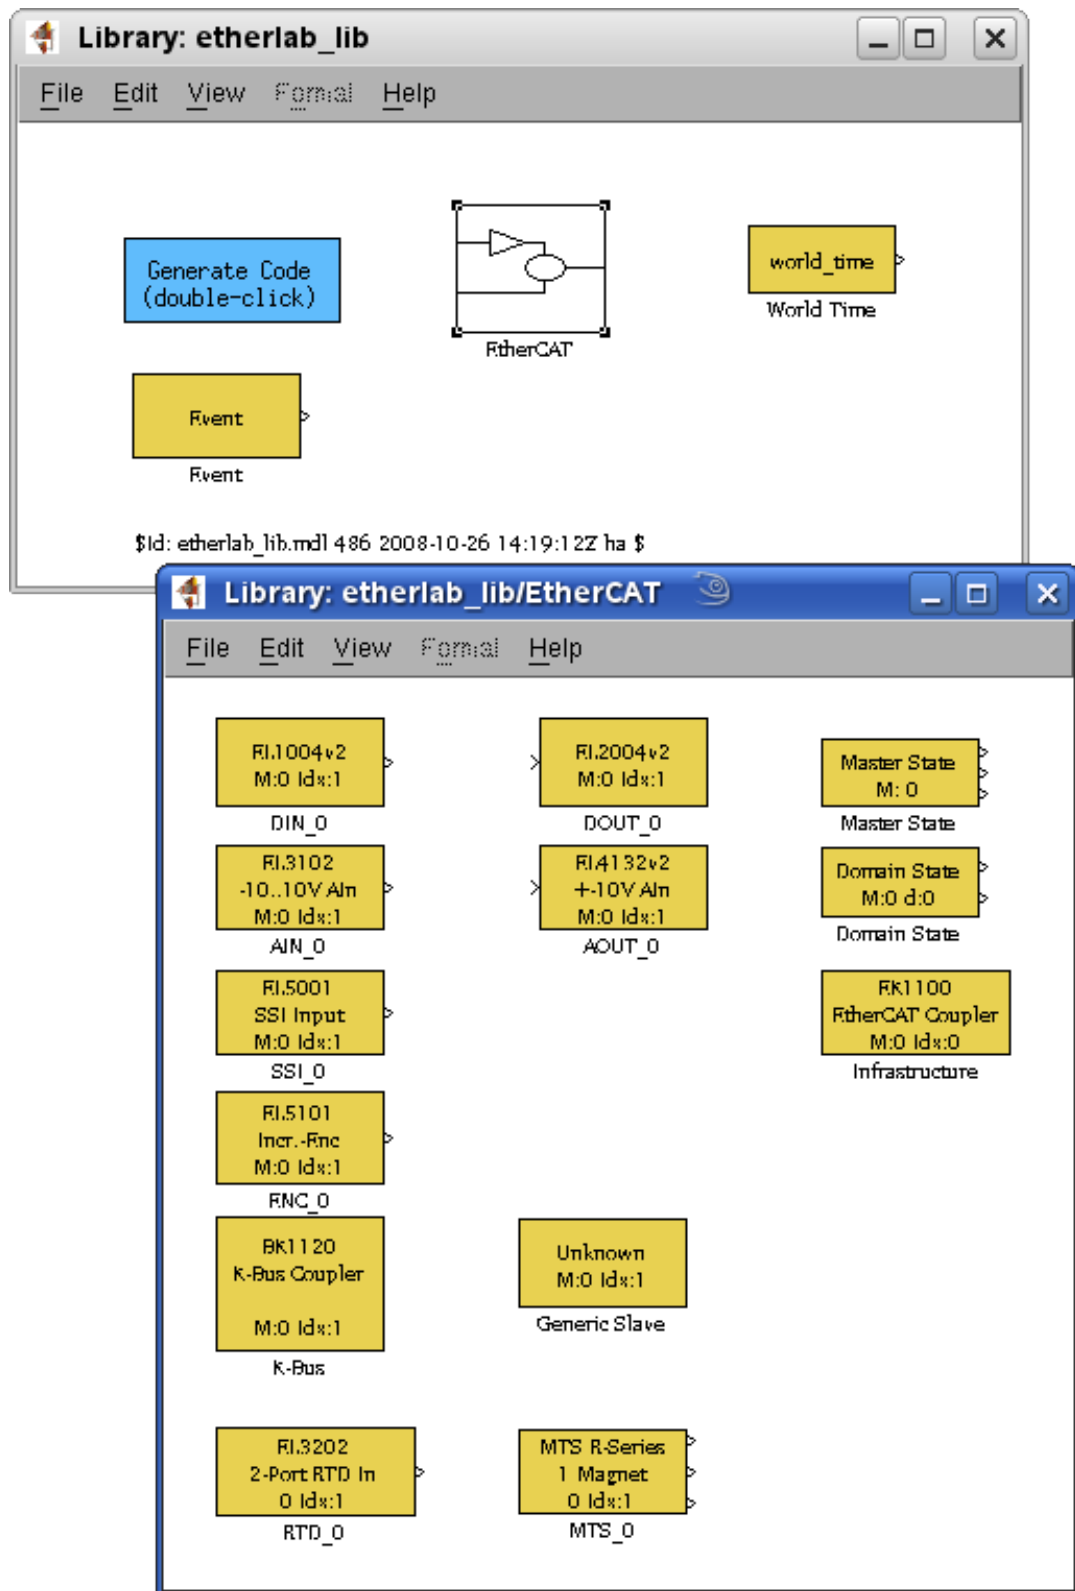 Library: etherlab_lib
File Edit View Format Help
Generate Code
(double-click)
EtherCAT
world_time
World Time
Event
Event
$Id: etherlab_lib.mdl 486 2008-10-26 14:19:12Z ha $
Library: etherlab_lib/EtherCAT
File Edit View Format Help
EL1004v2
M:0 Idx:1
DIN_0
EL2004v2
M:0 Idx:1
DOUT_0
Master State
M: 0
Master State
EL3102
-10..10V AIn
M:0 Idx:1
AIN_0
EL4132v2
+-10V AIn
M:0 Idx:1
AOUT_0
Domain State
M:0 d:0
Domain State
EL5001
SSI Input
M:0 Idx:1
SSI_0
EK1100
EtherCAT Coupler
M:0 Idx:0
Infrastructure
EL5101
Incr.-Enc
M:0 Idx:1
ENC_0
BK1120
K-Bus Coupler
M:0 Idx:1
K-Bus
Unknown
M:0 Idx:1
Generic Slave
EL3202
2-Port RTD In
0 Idx:1
RTD_0
MTS R-Series
1 Magnet
0 Idx:1
MTS_0